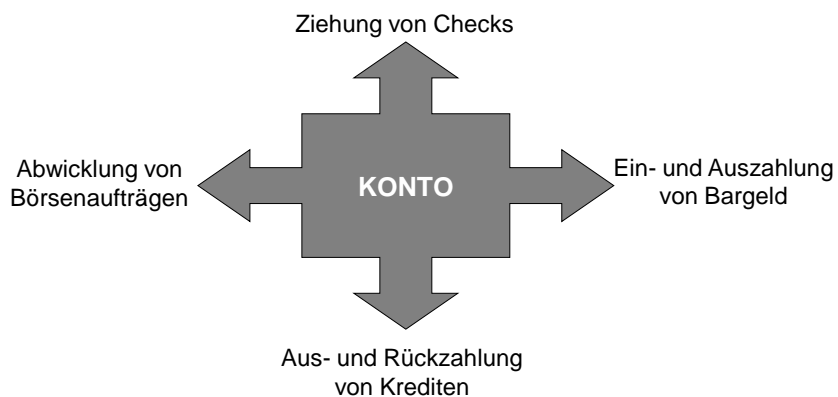 Ziehung von Checks
Abwicklung von
Börsenaufträgen
KONTO
Ein- und Auszahlung
von Bargeld
Aus- und Rückzahlung
von Krediten